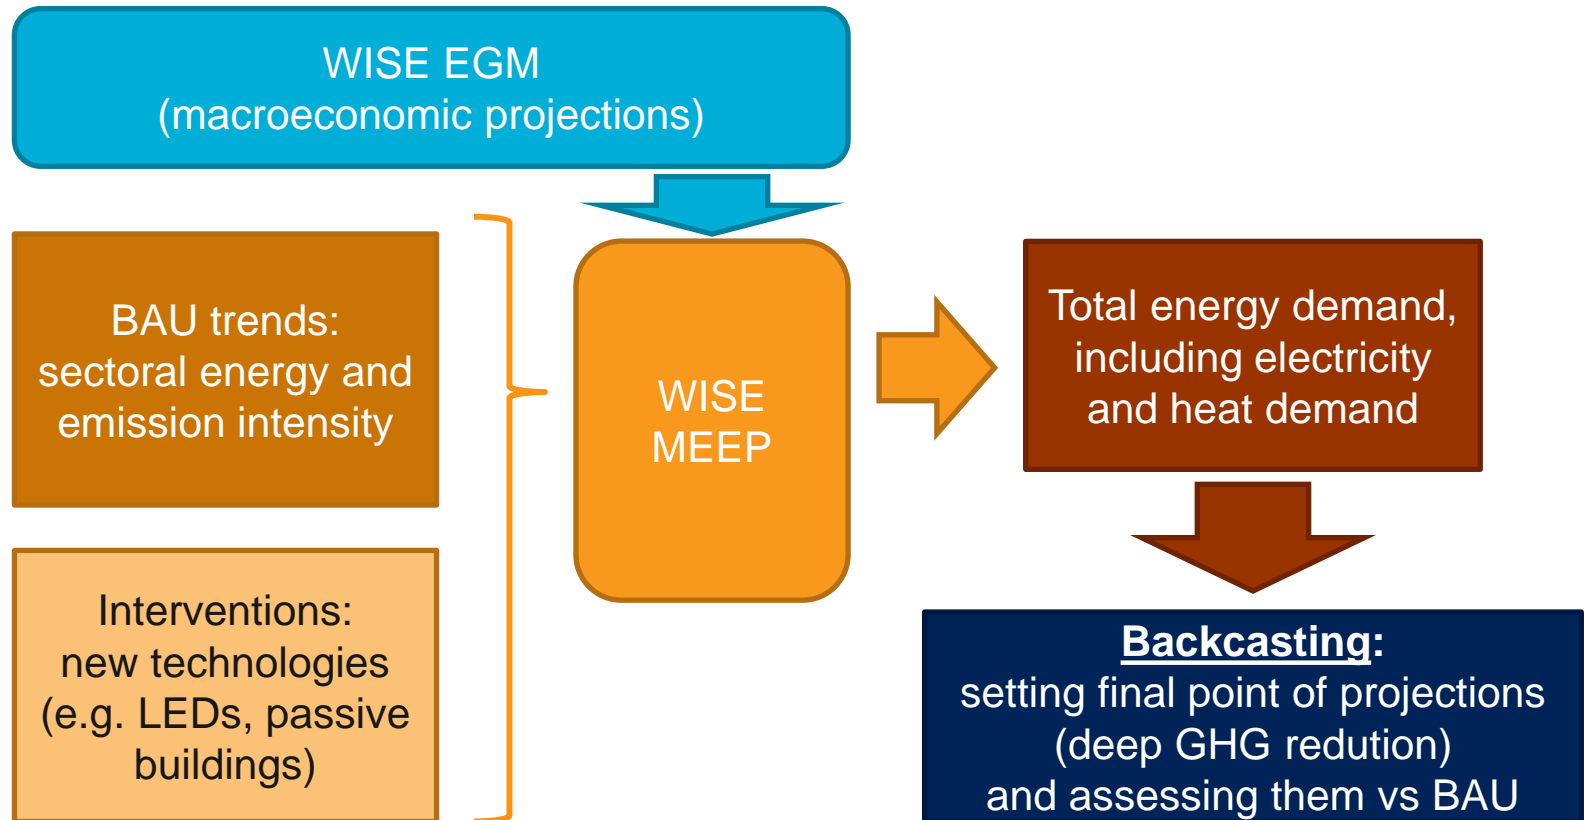 WISE EGM
(macroeconomic projections)
BAU trends:
sectoral energy and
emission intensity
Interventions:
new technologies
(e.g. LEDs, passive
buildings)
WISE
MEEP
Total energy demand,
including electricity
and heat demand
Backcasting:
setting final point of projections
(deep GHG redution)
and assessing them vs BAU